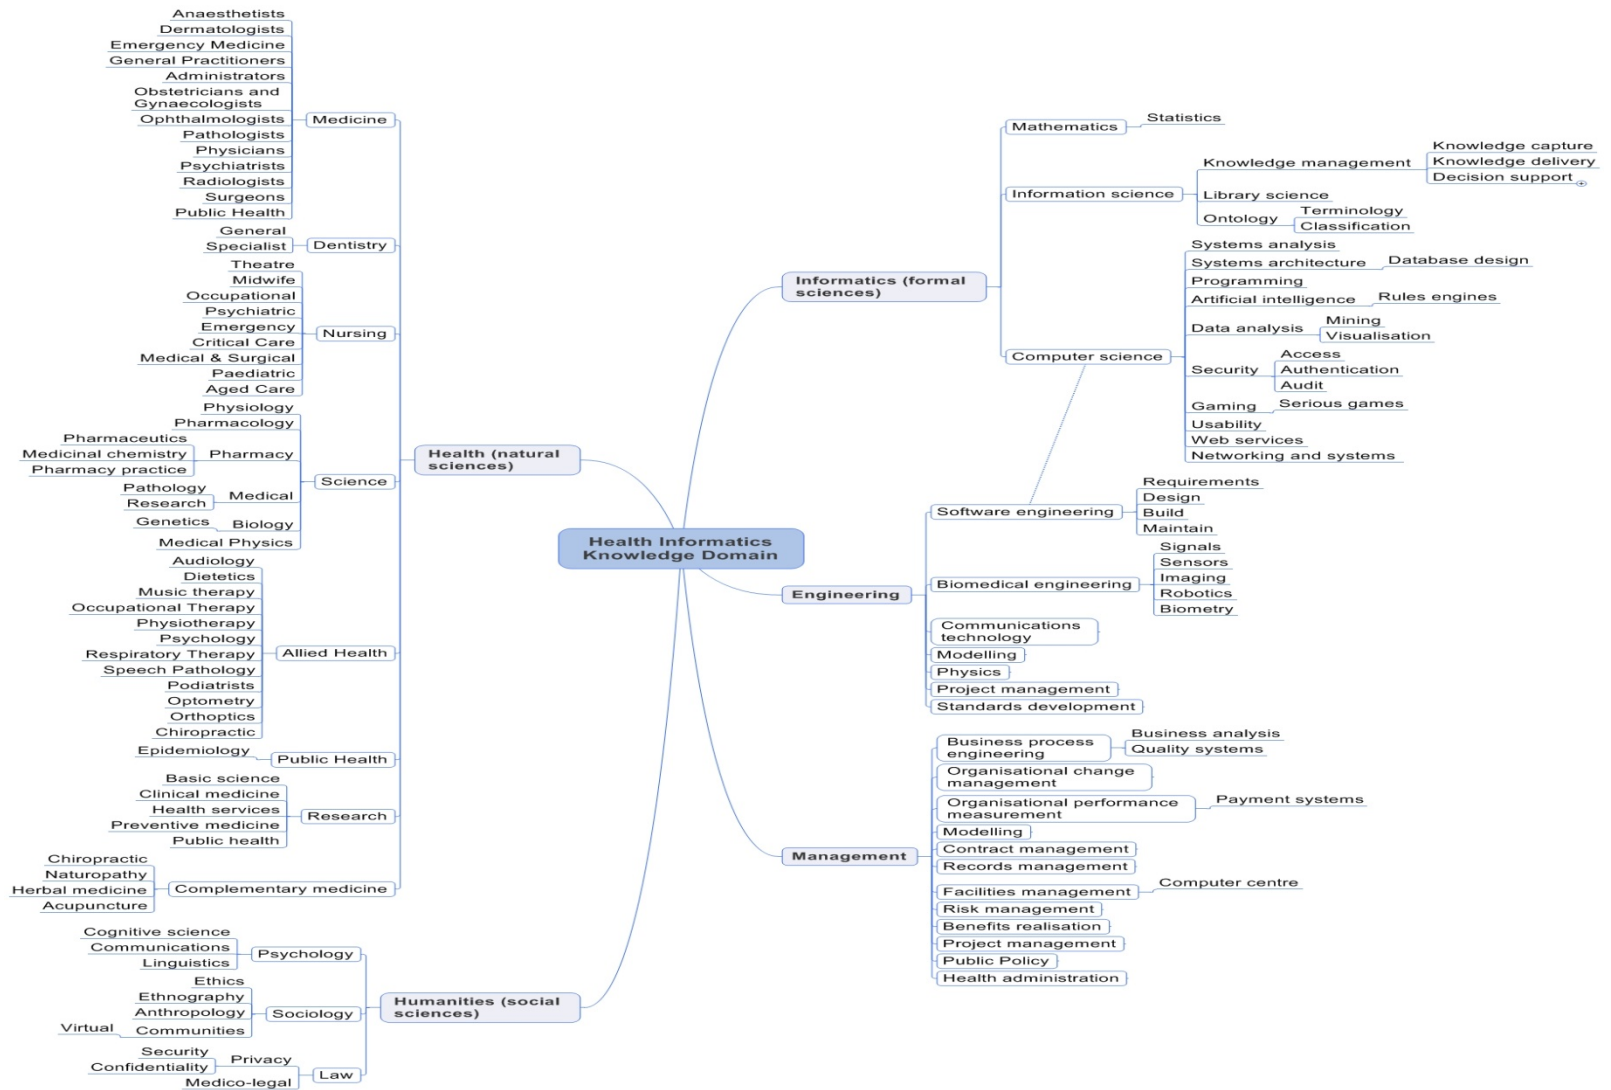 Anaesthetists
Dermatologists
Emergency Medicine
General Practitioners
Administrators
Obstetricians and
Gynaecologists
Ophthalmologists
Pathologists
Physicians
Psychiatrists
Radiologists
Surgeons
Public Health
Medicine
General
Specialist
Dentistry
Theatre
Midwife
Occupational
Psychiatric
Emergency
Critical Care
Medical & Surgical
Paediatric
Aged Care
Nursing
Physiology
Pharmacology
Pharmaceutics
Medicinal chemistry
Pharmacy practice
Pharmacy
Pathology
Research
Medical
Genetics
Biology
Medical Physics
Science
Audiology
Dietetics
Music therapy
Occupational Therapy
Physiotherapy
Psychology
Respiratory Therapy
Speech Pathology
Podiatrists
Optometry
Orthoptics
Chiropractic
Allied Health
Epidemiology
Public Health
Basic science
Clinical medicine
Health services
Preventive medicine
Public health
Research
Chiropractic
Naturopathy
Herbal medicine
Acupuncture
Complementary medicine
Health (natural
sciences)
Cognitive science
Communications
Linguistics
Psychology
Ethics
Ethnography
Anthropology
Virtual
Communities
Sociology
Security
Confidentiality
Privacy
Medico-legal
Law
Humanities (social
sciences)
Health Informatics
Knowledge Domain
Informatics (formal
sciences)
Mathematics
Statistics
Information science
Knowledge management
Knowledge capture
Knowledge delivery
Decision support
Library science
Ontology
Terminology
Classification
Computer science
Systems analysis
Systems architecture
Database design
Programming
Artificial intelligence
Rules engines
Data analysis
Mining
Visualisation
Security
Access
Authentication
Audit
Gaming
Serious games
Usability
Web services
Networking and systems
Engineering
Software engineering
Requirements
Design
Build
Maintain
Biomedical engineering
Signals
Sensors
Imaging
Robotics
Biometry
Communications
technology
Modelling
Physics
Project management
Standards development
Management
Business process
engineering
Business analysis
Quality systems
Organisational change
management
Organisational performance
measurement
Payment systems
Modelling
Contract management
Records management
Facilities management
Computer centre
Risk management
Benefits realisation
Project management
Public Policy
Health administration